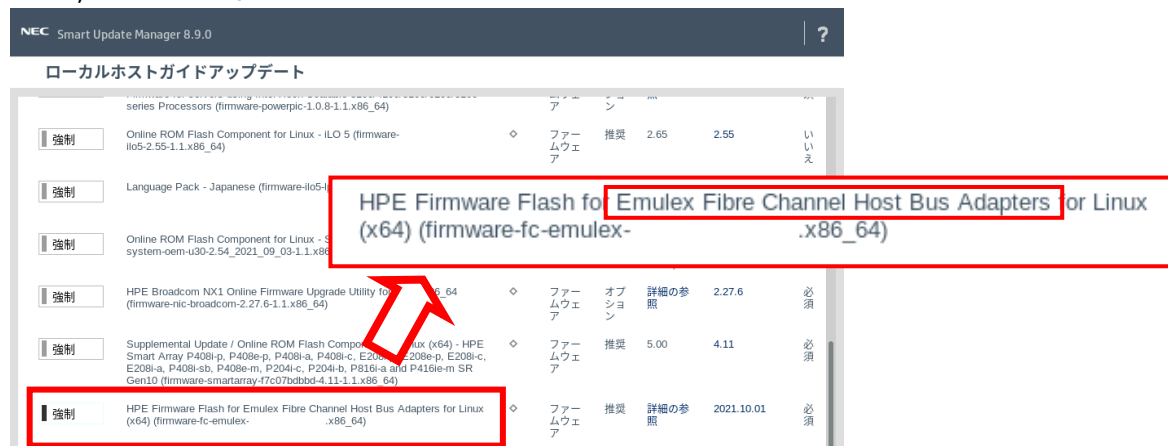 NEC Smart Update Manager 8.9.0
?
ローカルホストガイドアップデート
series Processors (firmware-powerpic-1.0.8-1.1.x86_64)
ア
ン
強制
Online ROM Flash Component for Linux - iLO 5 (firmware-
ilo5-2.55-1.1.x86_64)
ファー
ムウェ
ア
推奨
2.65
2.55
い
い
え
強制
Language Pack - Japanese (firmware-ilo5-
HPE Firmware Flash for Emulex Fibre Channel Host Bus Adapters for Linux
(x64) (firmware-fc-emulex- .x86_64)
強制
Online ROM Flash Component for Linux - S
system-oem-u30-2.54_2021_09_03-1.1.x86
強制
HPE Broadcom NX1 Online Firmware Upgrade Utility for
(firmware-nic-broadcom-2.27.6-1.1.x86_64)
ファー
ムウェ
ア
オプ
ショ
ン
詳細の参
照
2.27.6
必
須
強制
Supplemental Update / Online ROM Flash (x64) - HPE
Smart Array P408i-p, P408e-p, P408i-a, P408i-c, E208e-p, E208i-c,
E208i-a, P408i-sb, P408e-m, P204i-c, P204i-b, P816i-a and P416ie-m SR
Gen10 (firmware-smartarray-f7c07bdbbd-4.11-1.1.x86_64)
ファー
ムウェ
ア
推奨
5.00
4.11
必
須
強制
HPE Firmware Flash for Emulex Fibre Channel Host Bus Adapters for Linux
(x64) (firmware-fc-emulex- .x86_64)
ファー
ムウェ
ア
推奨
詳細の参
照
2021.10.01
必
須